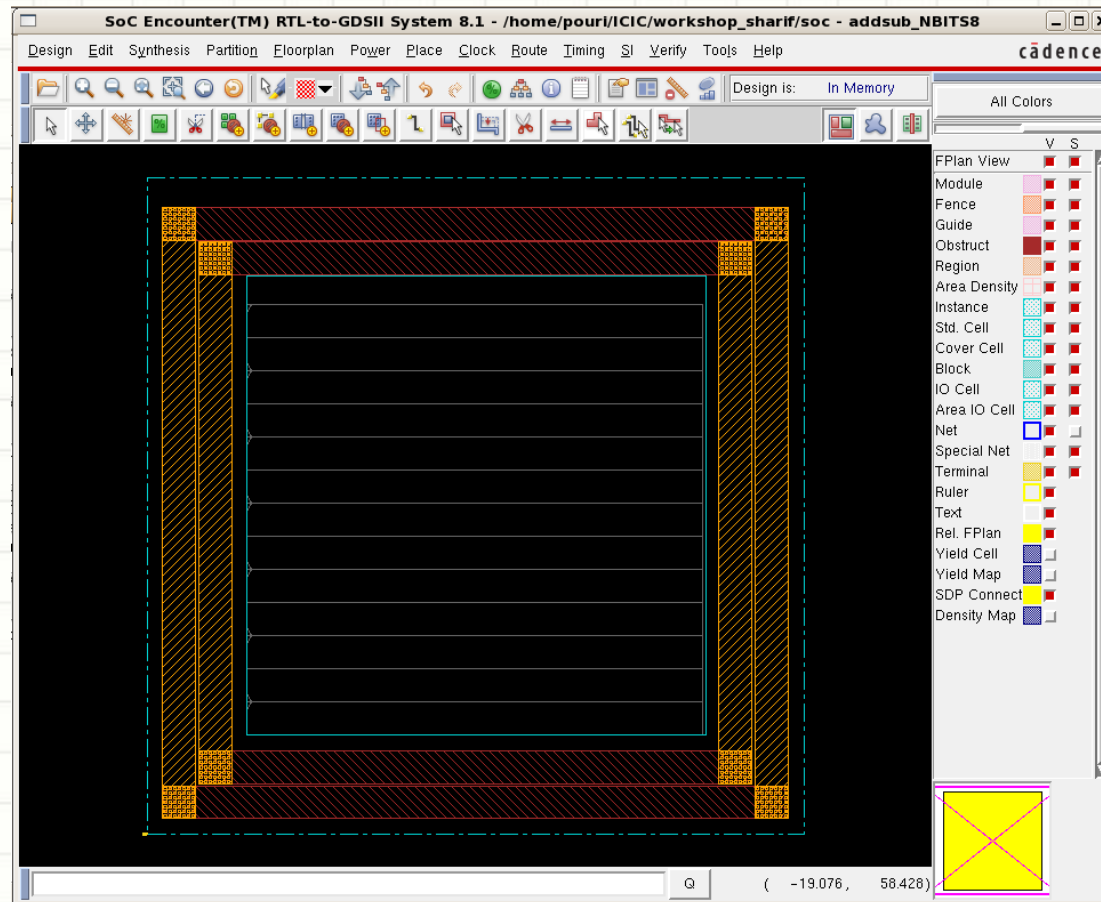 SoC Encounter(TM) RTL-to-GDSII System 8.1 - /home/pouri/ICIC/workshop_sharif/soc - addsub_NBITS8
Design Edit Synthesis Partition Floorplan Power Place Clock Route Timing SI Verify Tools Help
cādence
Design is: In Memory
All Colors
V S
FPlan View
Module
Fence
Guide
Obstruct
Region
Area Density
Instance
Std. Cell
Cover Cell
Block
IO Cell
Area IO Cell
Net
Special Net
Terminal
Ruler
Text
Rel. FPlan
Yield Cell
Yield Map
SDP Connect
Density Map
Q ( -19.076, 58.428)